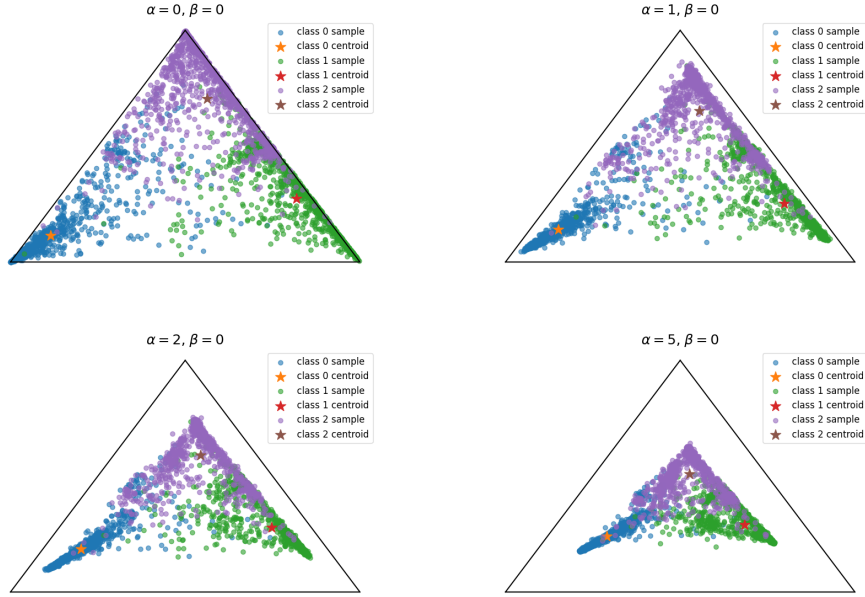 α = 0, β = 0
class 0 sample
class 0 centroid
class 1 sample
class 1 centroid
class 2 sample
class 2 centroid
α = 1, β = 0
class 0 sample
class 0 centroid
class 1 sample
class 1 centroid
class 2 sample
class 2 centroid
α = 2, β = 0
class 0 sample
class 0 centroid
class 1 sample
class 1 centroid
class 2 sample
class 2 centroid
α = 5, β = 0
class 0 sample
class 0 centroid
class 1 sample
class 1 centroid
class 2 sample
class 2 centroid